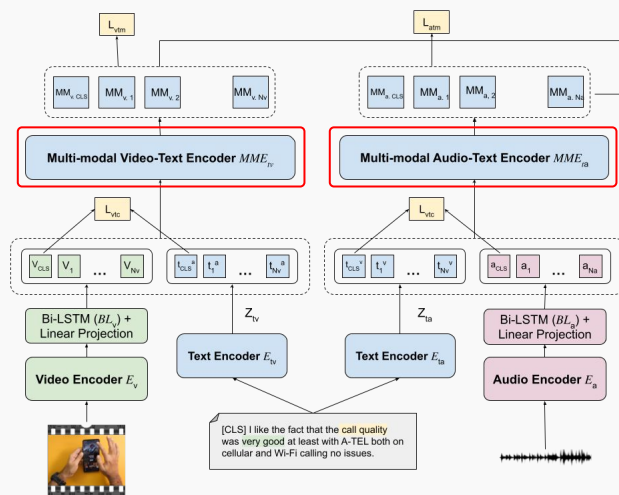 L_vtm
L_atm
MM_v. CLS MM_v. 1 MM_v. 2 MM_v. Nv
MM_a. CLS MM_a. 1 MM_a, 2 MM_a. Na
Multi-modal Video-Text Encoder MME_tv
Multi-modal Audio-Text Encoder MME_ta
L_vtc
L_vtc
V_CLS V_1 ... V_Nv
t_CLS^a t_1^a ... t_Nv^a
t_CLS^v t_1^v ... t_Nv^v
a_CLS a_1 ... a_Na
Bi-LSTM (BL_v) +
Linear Projection
Z_tv
Z_ta
Bi-LSTM (BL_a) +
Linear Projection
Video Encoder E_v
Text Encoder E_tv
Text Encoder E_ta
Audio Encoder E_a
[CLS] I like the fact that the call quality
was very good at least with A-TEL both on
cellular and Wi-Fi calling no issues.